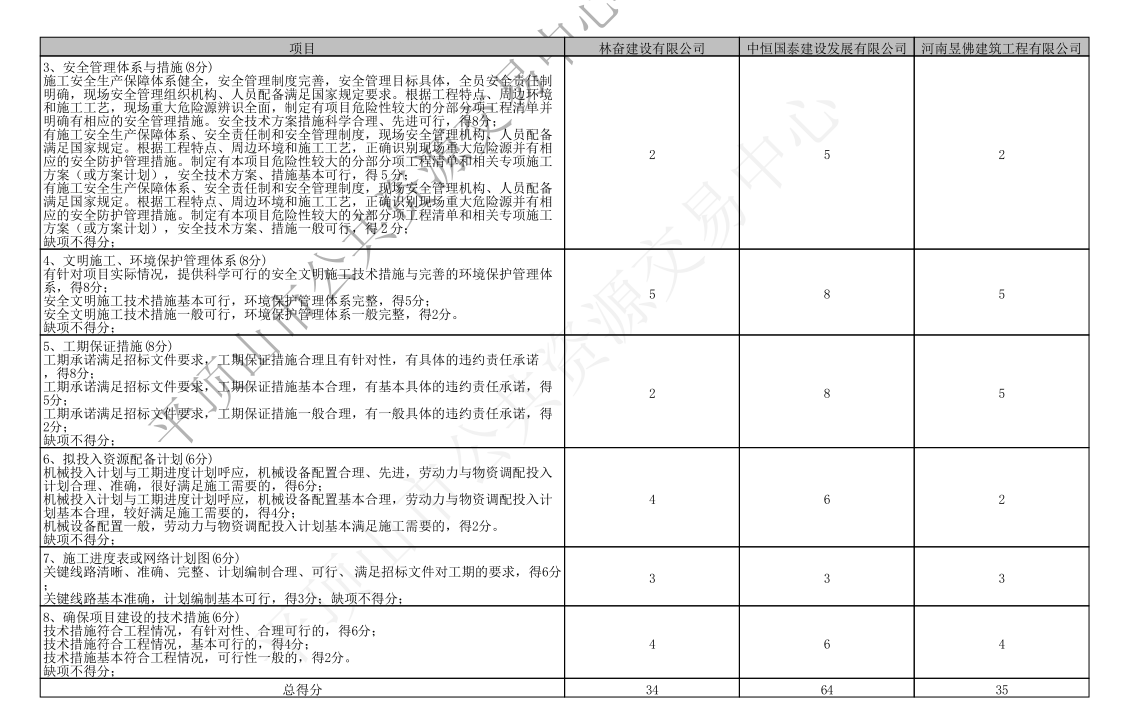 项目 林奋建设有限公司 中恒国泰建设发展有限公司 河南昱佛建筑工程有限公司
3、安全管理体系与措施(8分)
施工安全生产保障体系健全，安全管理制度完善，安全管理目标具体，全员安全责任制
明确，现场安全管理组织机构、人员配备满足国家规定要求。根据工程特点、周边环境
和施工工艺，现场重大危险源辨识全面，制定有项目危险性较大的分部分项工程清单并
明确有相应的安全管理措施。安全技术方案措施科学合理、先进可行，得8分；
有施工安全生产保障体系、安全责任制和安全管理制度，现场安全管理机构、人员配备
满足国家规定。根据工程特点、周边环境和施工工艺，正确识别现场重大危险源并有相
应的安全防护管理措施。制定有本项目危险性较大的分部分项工程清单和相关专项施工
方案（或方案计划），安全技术方案、措施基本可行，得５分；
有施工安全生产保障体系、安全责任制和安全管理制度，现场安全管理机构、人员配备
满足国家规定。根据工程特点、周边环境和施工工艺，正确识别现场重大危险源并有相
应的安全防护管理措施。制定有本项目危险性较大的分部分项工程清单和相关专项施工
方案（或方案计划），安全技术方案、措施一般可行，得２分；
缺项不得分；
2 5 2
4、文明施工、环境保护管理体系(8分)
有针对项目实际情况，提供科学可行的安全文明施工技术措施与完善的环境保护管理体
系，得8分；
安全文明施工技术措施基本可行，环境保护管理体系完整，得5分；
安全文明施工技术措施一般可行，环境保护管理体系一般完整，得2分。
缺项不得分；
5 8 5
5、工期保证措施(8分)
工期承诺满足招标文件要求，工期保证措施合理且有针对性，有具体的违约责任承诺
，得8分；
工期承诺满足招标文件要求，工期保证措施基本合理，有基本具体的违约责任承诺，得
5分；
工期承诺满足招标文件要求，工期保证措施一般合理，有一般具体的违约责任承诺，得
2分；
缺项不得分；
2 8 5
6、拟投入资源配备计划(6分)
机械投入计划与工期进度计划呼应，机械设备配置合理、先进，劳动力与物资调配投入
计划合理、准确，很好满足施工需要的，得6分；
机械投入计划与工期进度计划呼应，机械设备配置基本合理，劳动力与物资调配投入计
划基本合理，较好满足施工需要的，得4分；
机械设备配置一般，劳动力与物资调配投入计划基本满足施工需要的，得2分。
缺项不得分；
4 6 2
7、施工进度表或网络计划图(6分)
关键线路清晰、准确、完整、计划编制合理、可行、满足招标文件对工期的要求，得6分
；
关键线路基本准确，计划编制基本可行，得3分；缺项不得分；
3 3 3
8、确保项目建设的技术措施(6分)
技术措施符合工程情况，有针对性、合理可行的，得6分；
技术措施符合工程情况，基本可行的，得4分；
技术措施基本符合工程情况，可行性一般的，得2分。
缺项不得分；
4 6 4
总得分 34 64 35
平顶山市公共资源交易中心
平顶山市公共资源交易中心